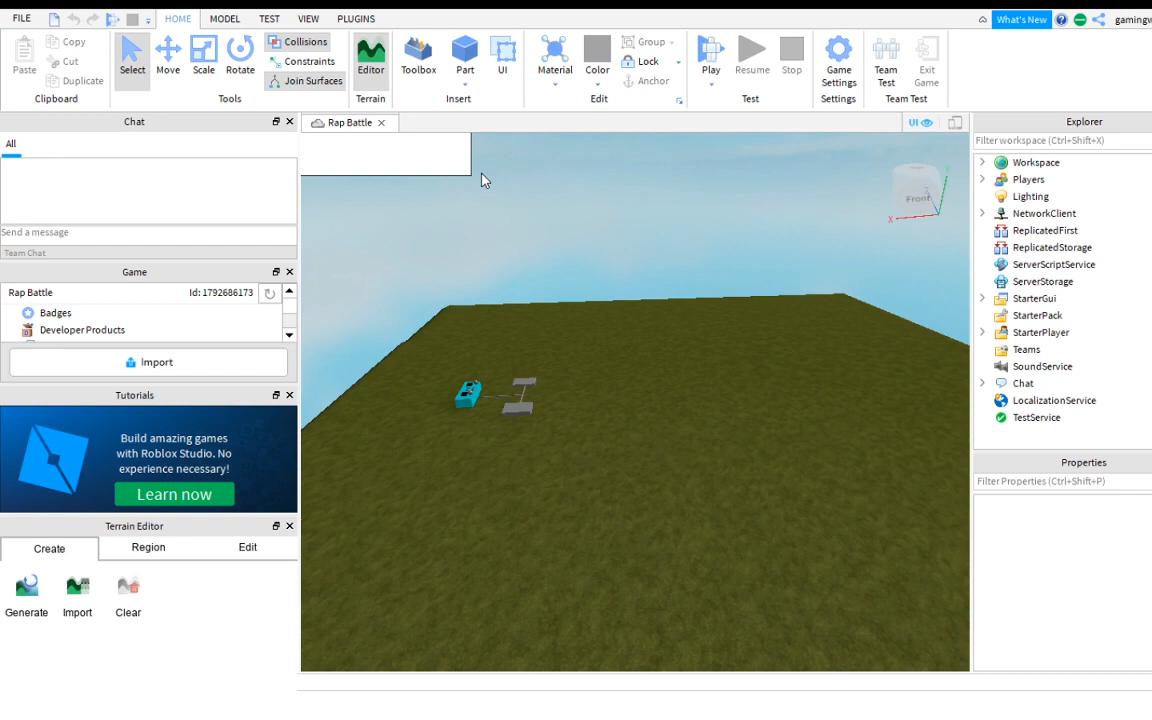 FILE
HOME
MODEL
TEST
VIEW
PLUGINS
What's New
gamingw
Paste
Copy
Cut
Duplicate
Clipboard
Select
Move
Scale
Rotate
Collisions
Constraints
Join Surfaces
Tools
Editor
Terrain
Toolbox
Part
UI
Insert
Material
Color
Group
Lock
Anchor
Edit
Play
Resume
Stop
Test
Game
Settings
Settings
Team
Test
Exit
Game
Team Test
Chat
All
Send a message
Team Chat
Game
Rap Battle
Id: 1792686173
Badges
Developer Products
Import
Tutorials
Build amazing games
with Roblox Studio. No
experience necessary!
Learn now
Terrain Editor
Create
Region
Edit
Generate
Import
Clear
Rap Battle
UI
Front
X
Explorer
Filter workspace (Ctrl+Shift+X)
Workspace
Players
Lighting
NetworkClient
ReplicatedFirst
ReplicatedStorage
ServerScriptService
ServerStorage
StarterGui
StarterPack
StarterPlayer
Teams
SoundService
Chat
LocalizationService
TestService
Properties
Filter Properties (Ctrl+Shift+P)